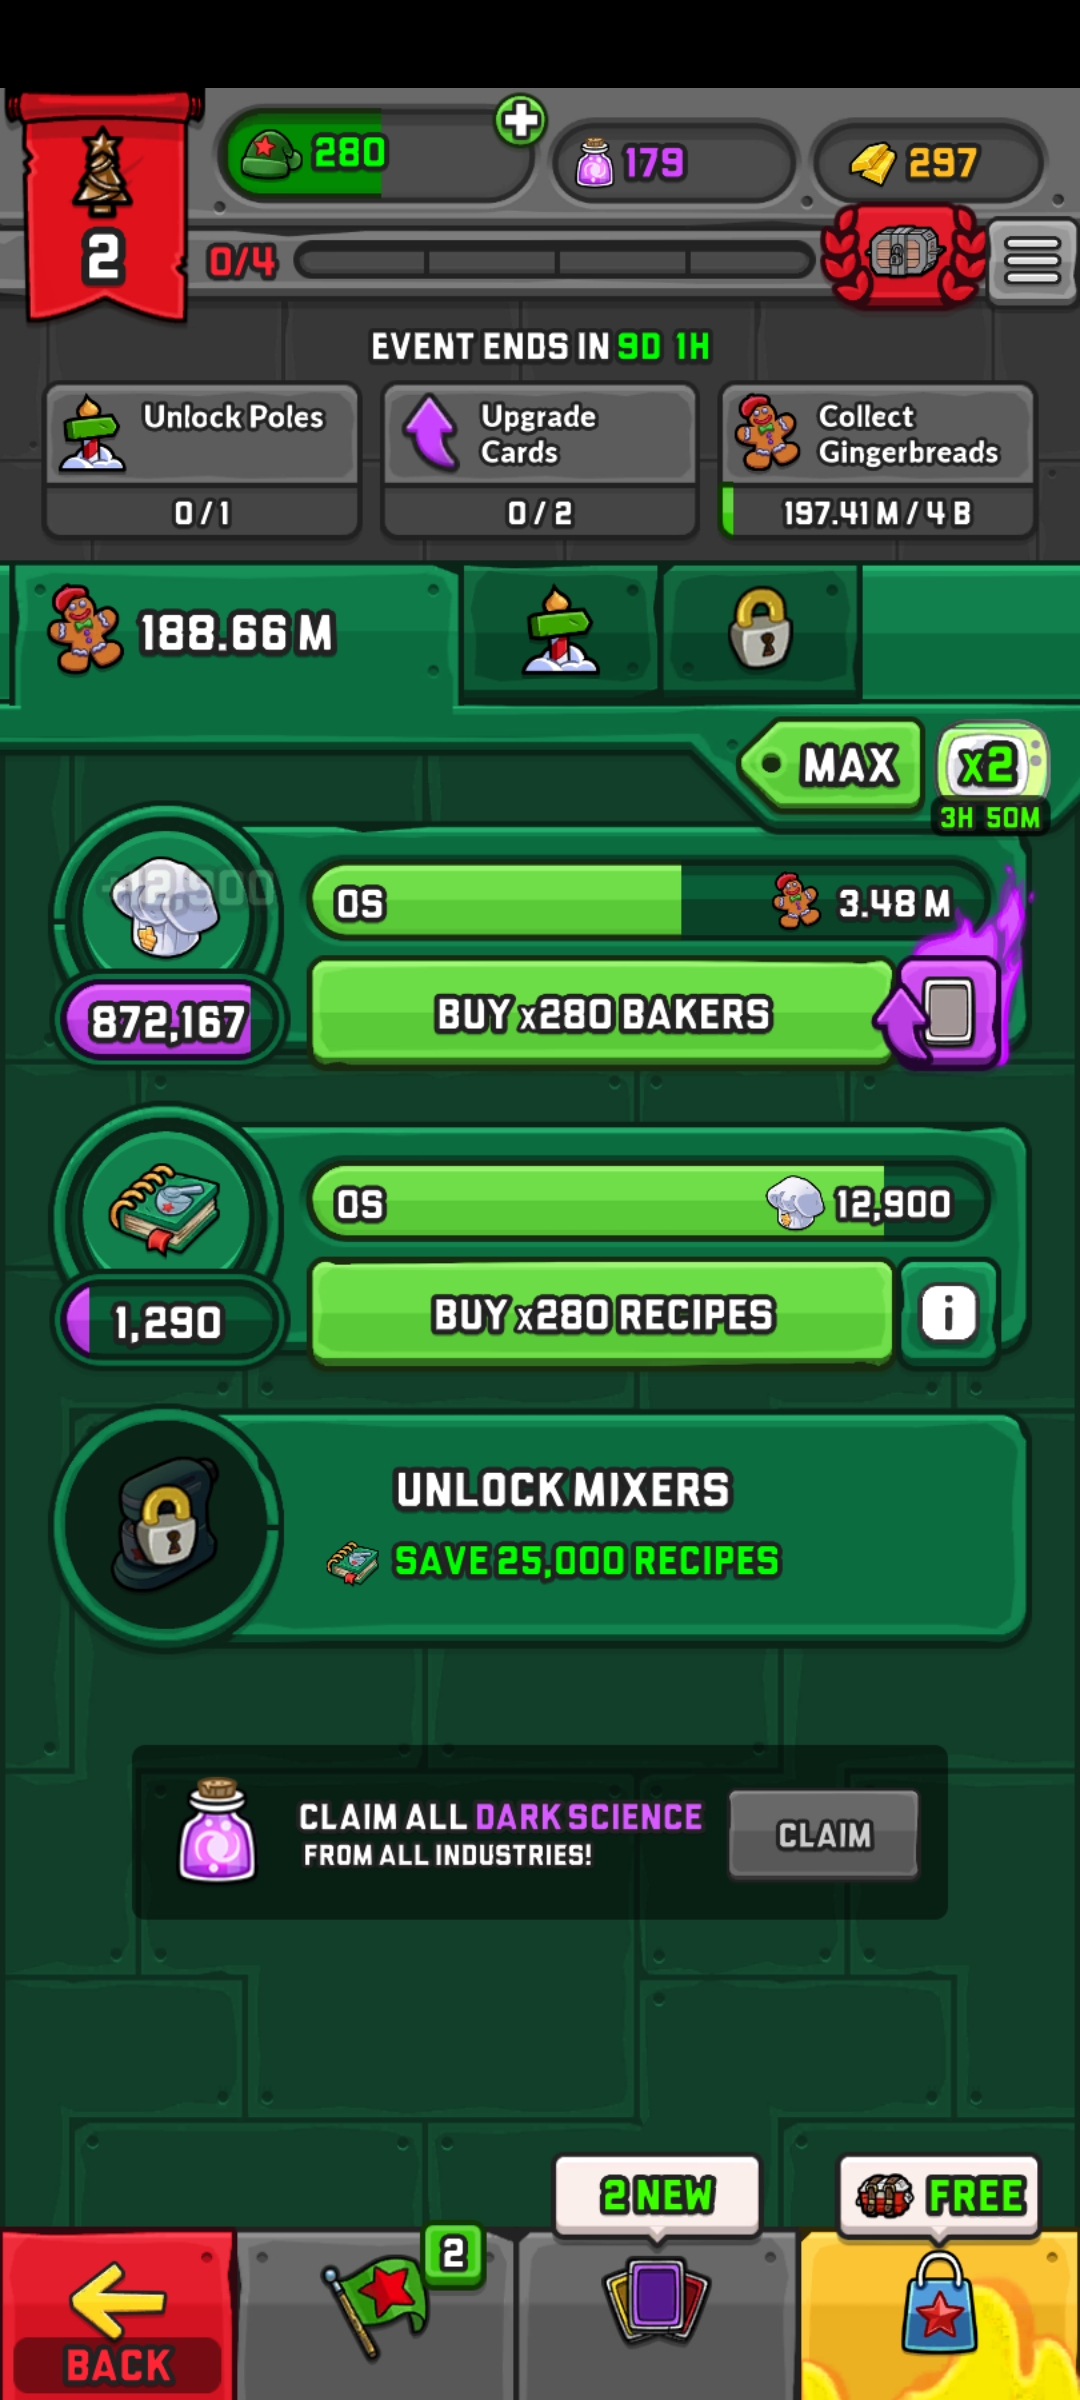 280
179
297
2
0/4
EVENT ENDS IN 9D 1H
Unlock Poles
0/1
Upgrade
Cards
0/2
Collect
Gingerbreads
197.41 M / 4 B
188.66 M
MAX
x2
3H 50M
+12,900
0S
3.48 M
872,167
BUY x280 BAKERS
0S
12,900
1,290
BUY x280 RECIPES
i
UNLOCK MIXERS
SAVE 25,000 RECIPES
CLAIM ALL DARK SCIENCE
FROM ALL INDUSTRIES!
CLAIM
2 NEW
FREE
2
BACK